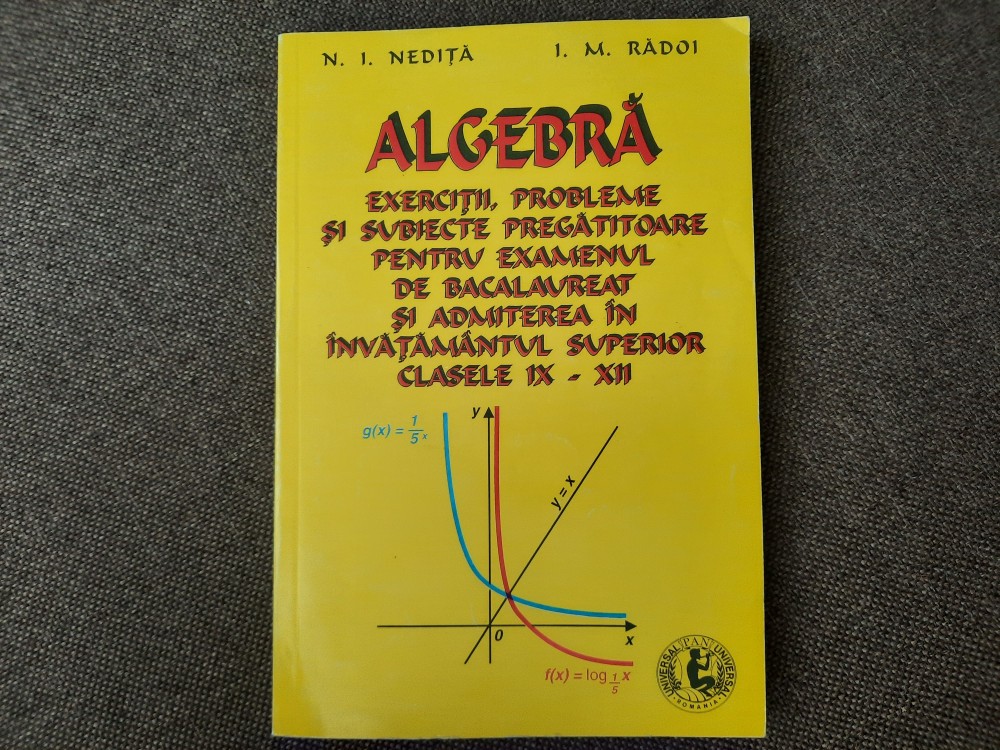 N. I. NEDIȚĂ I. M. RĂDOI
ALGEBRĂ
EXERCIȚII, PROBLEME
ȘI SUBIECTE PREGĂTITOARE
PENTRU EXAMENUL
DE BACALAUREAT
ȘI ADMITEREA ÎN
ÎNVĂȚĂMÂNTUL SUPERIOR
CLASELE IX - XII
g(x) = 1/5ˣ
y
y = x
0
x
f(x) = log 1/5 x
UNIVERSAL PAN UNIVERSAL
• ROMANIA •